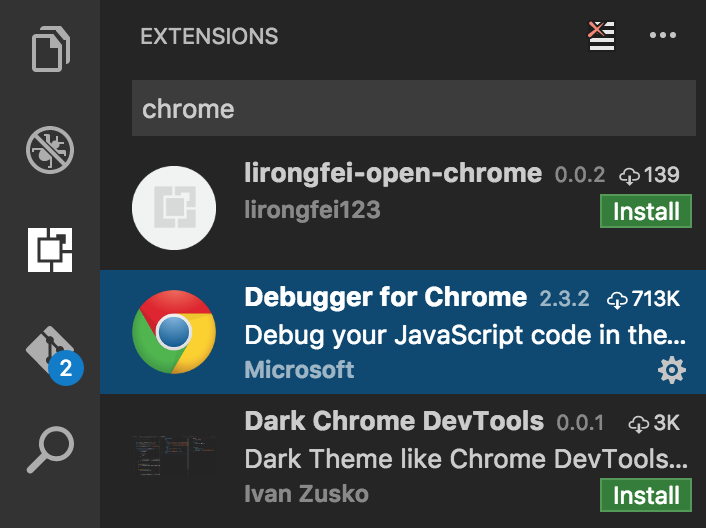 EXTENSIONS
chrome
lirongfei-open-chrome 0.0.2 139
lirongfei123 Install
Debugger for Chrome 2.3.2 713K
Debug your JavaScript code in the...
Microsoft
2
Dark Chrome DevTools 0.0.1 3K
Dark Theme like Chrome DevTools...
Ivan Zusko Install